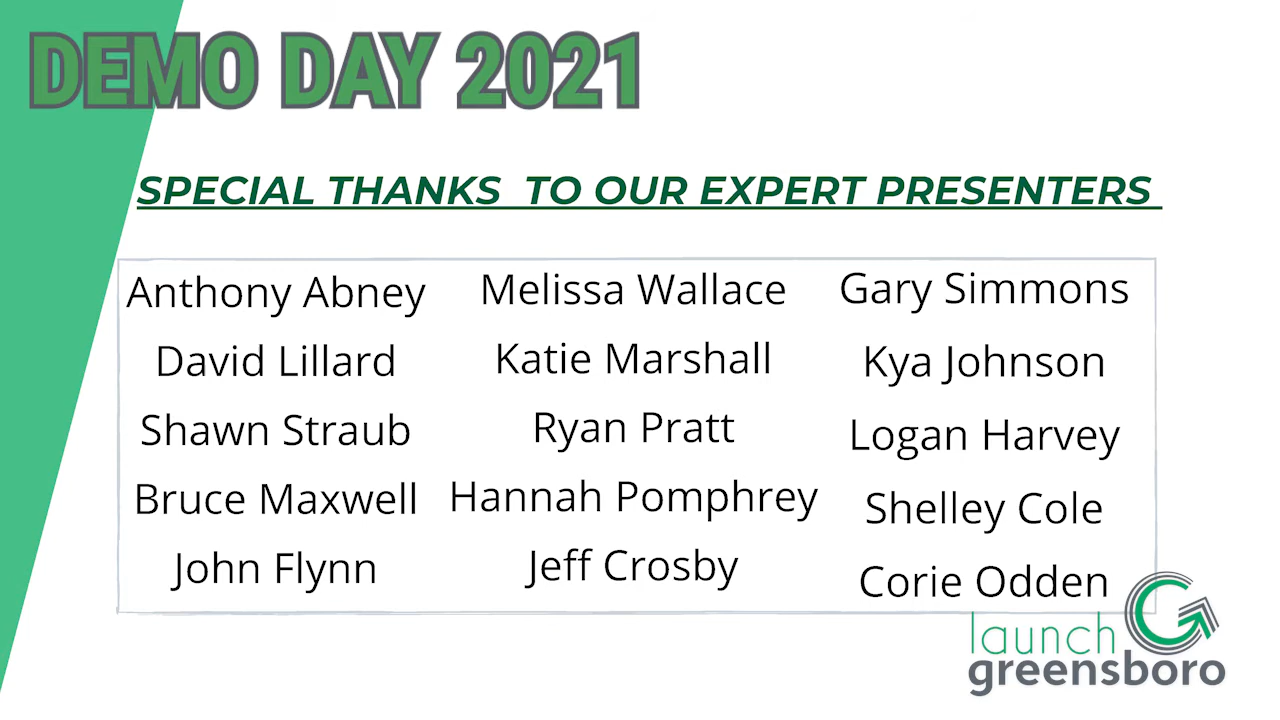 DEMO DAY 2021
SPECIAL THANKS TO OUR EXPERT PRESENTERS
Anthony Abney
David Lillard
Shawn Straub
Bruce Maxwell
John Flynn
Melissa Wallace
Katie Marshall
Ryan Pratt
Hannah Pomphrey
Jeff Crosby
Gary Simmons
Kya Johnson
Logan Harvey
Shelley Cole
Corie Odden
launch
greensboro